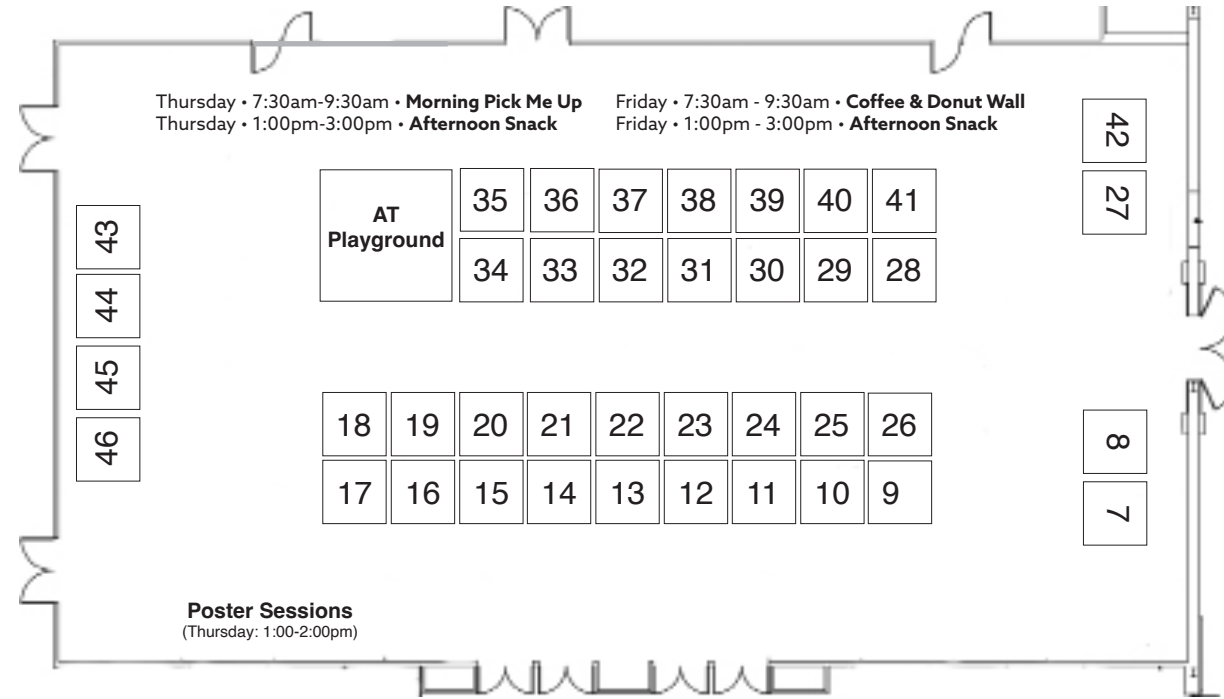 Thursday • 7:30am-9:30am • Morning Pick Me Up
Thursday • 1:00pm-3:00pm • Afternoon Snack
Friday • 7:30am - 9:30am • Coffee & Donut Wall
Friday • 1:00pm - 3:00pm • Afternoon Snack
42
27
AT
Playground
35 36 37 38 39 40 41
34 33 32 31 30 29 28
43
44
45
46
18 19 20 21 22 23 24 25 26
17 16 15 14 13 12 11 10 9
8
7
Poster Sessions
(Thursday: 1:00-2:00pm)